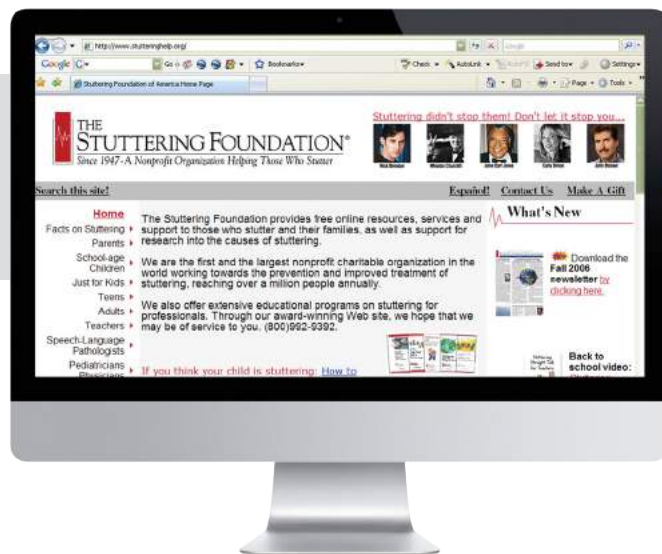 http://www.stutteringhelp.org/
Google
Go
Bookmarks
Check
AutoLink
Send to
Settings
Stuttering Foundation of America Home Page
Page
Tools
THE
STUTTERING FOUNDATION®
Since 1947-A Nonprofit Organization Helping Those Who Stutter
Stuttering didn't stop them! Don't let it stop you...
Search this site!
Español!
Contact Us
Make A Gift
Home
Facts on Stuttering
Parents
School-age
Children
Just for Kids
Teens
Adults
Teachers
Speech-Language
Pathologists
Pediatricians
Physicians
The Stuttering Foundation provides free online resources, services and
support to those who stutter and their families, as well as support for
research into the causes of stuttering.
We are the first and the largest nonprofit charitable organization in the
world working towards the prevention and improved treatment of
stuttering, reaching over a million people annually.
We also offer extensive educational programs on stuttering for
professionals. Through our award-winning Web site, we hope that we
may be of service to you. (800)992-9392.
If you think your child is stuttering: How to
What's New
Download the
Fall 2006
newsletter by
clicking here.
Back to
school video: